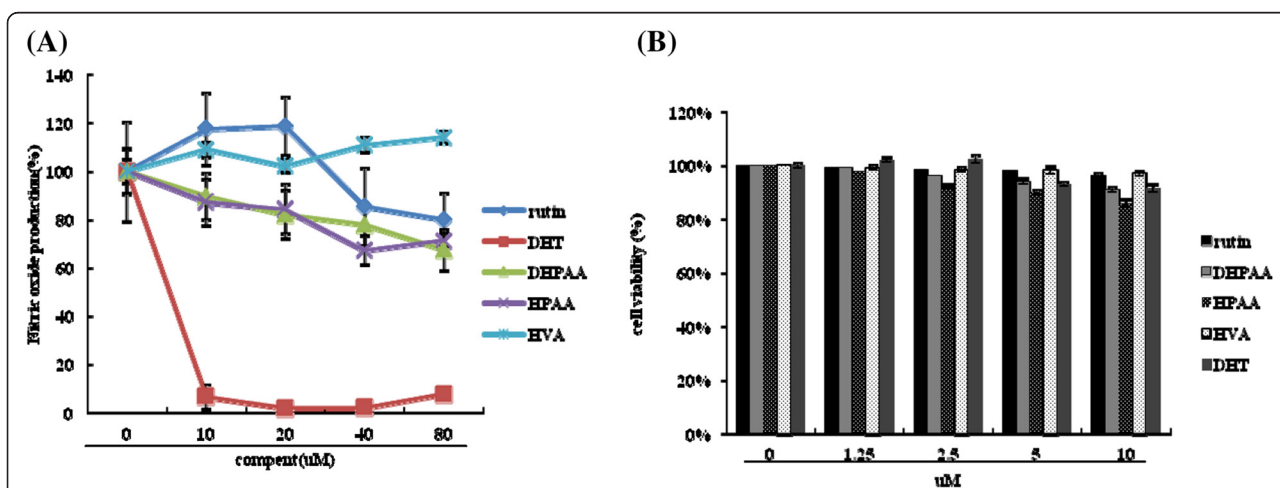 (A)
Nitric oxide production(%)
140
120
100
80
60
40
20
0
0 10 20 40 80
compent(uM)
rutin
DHT
DHPAA
HPAA
HVA
(B)
cell viability (%)
120%
100%
80%
60%
40%
20%
0%
0 1.25 2.5 5 10
uM
rutin
DHPAA
HPAA
HVA
DHT